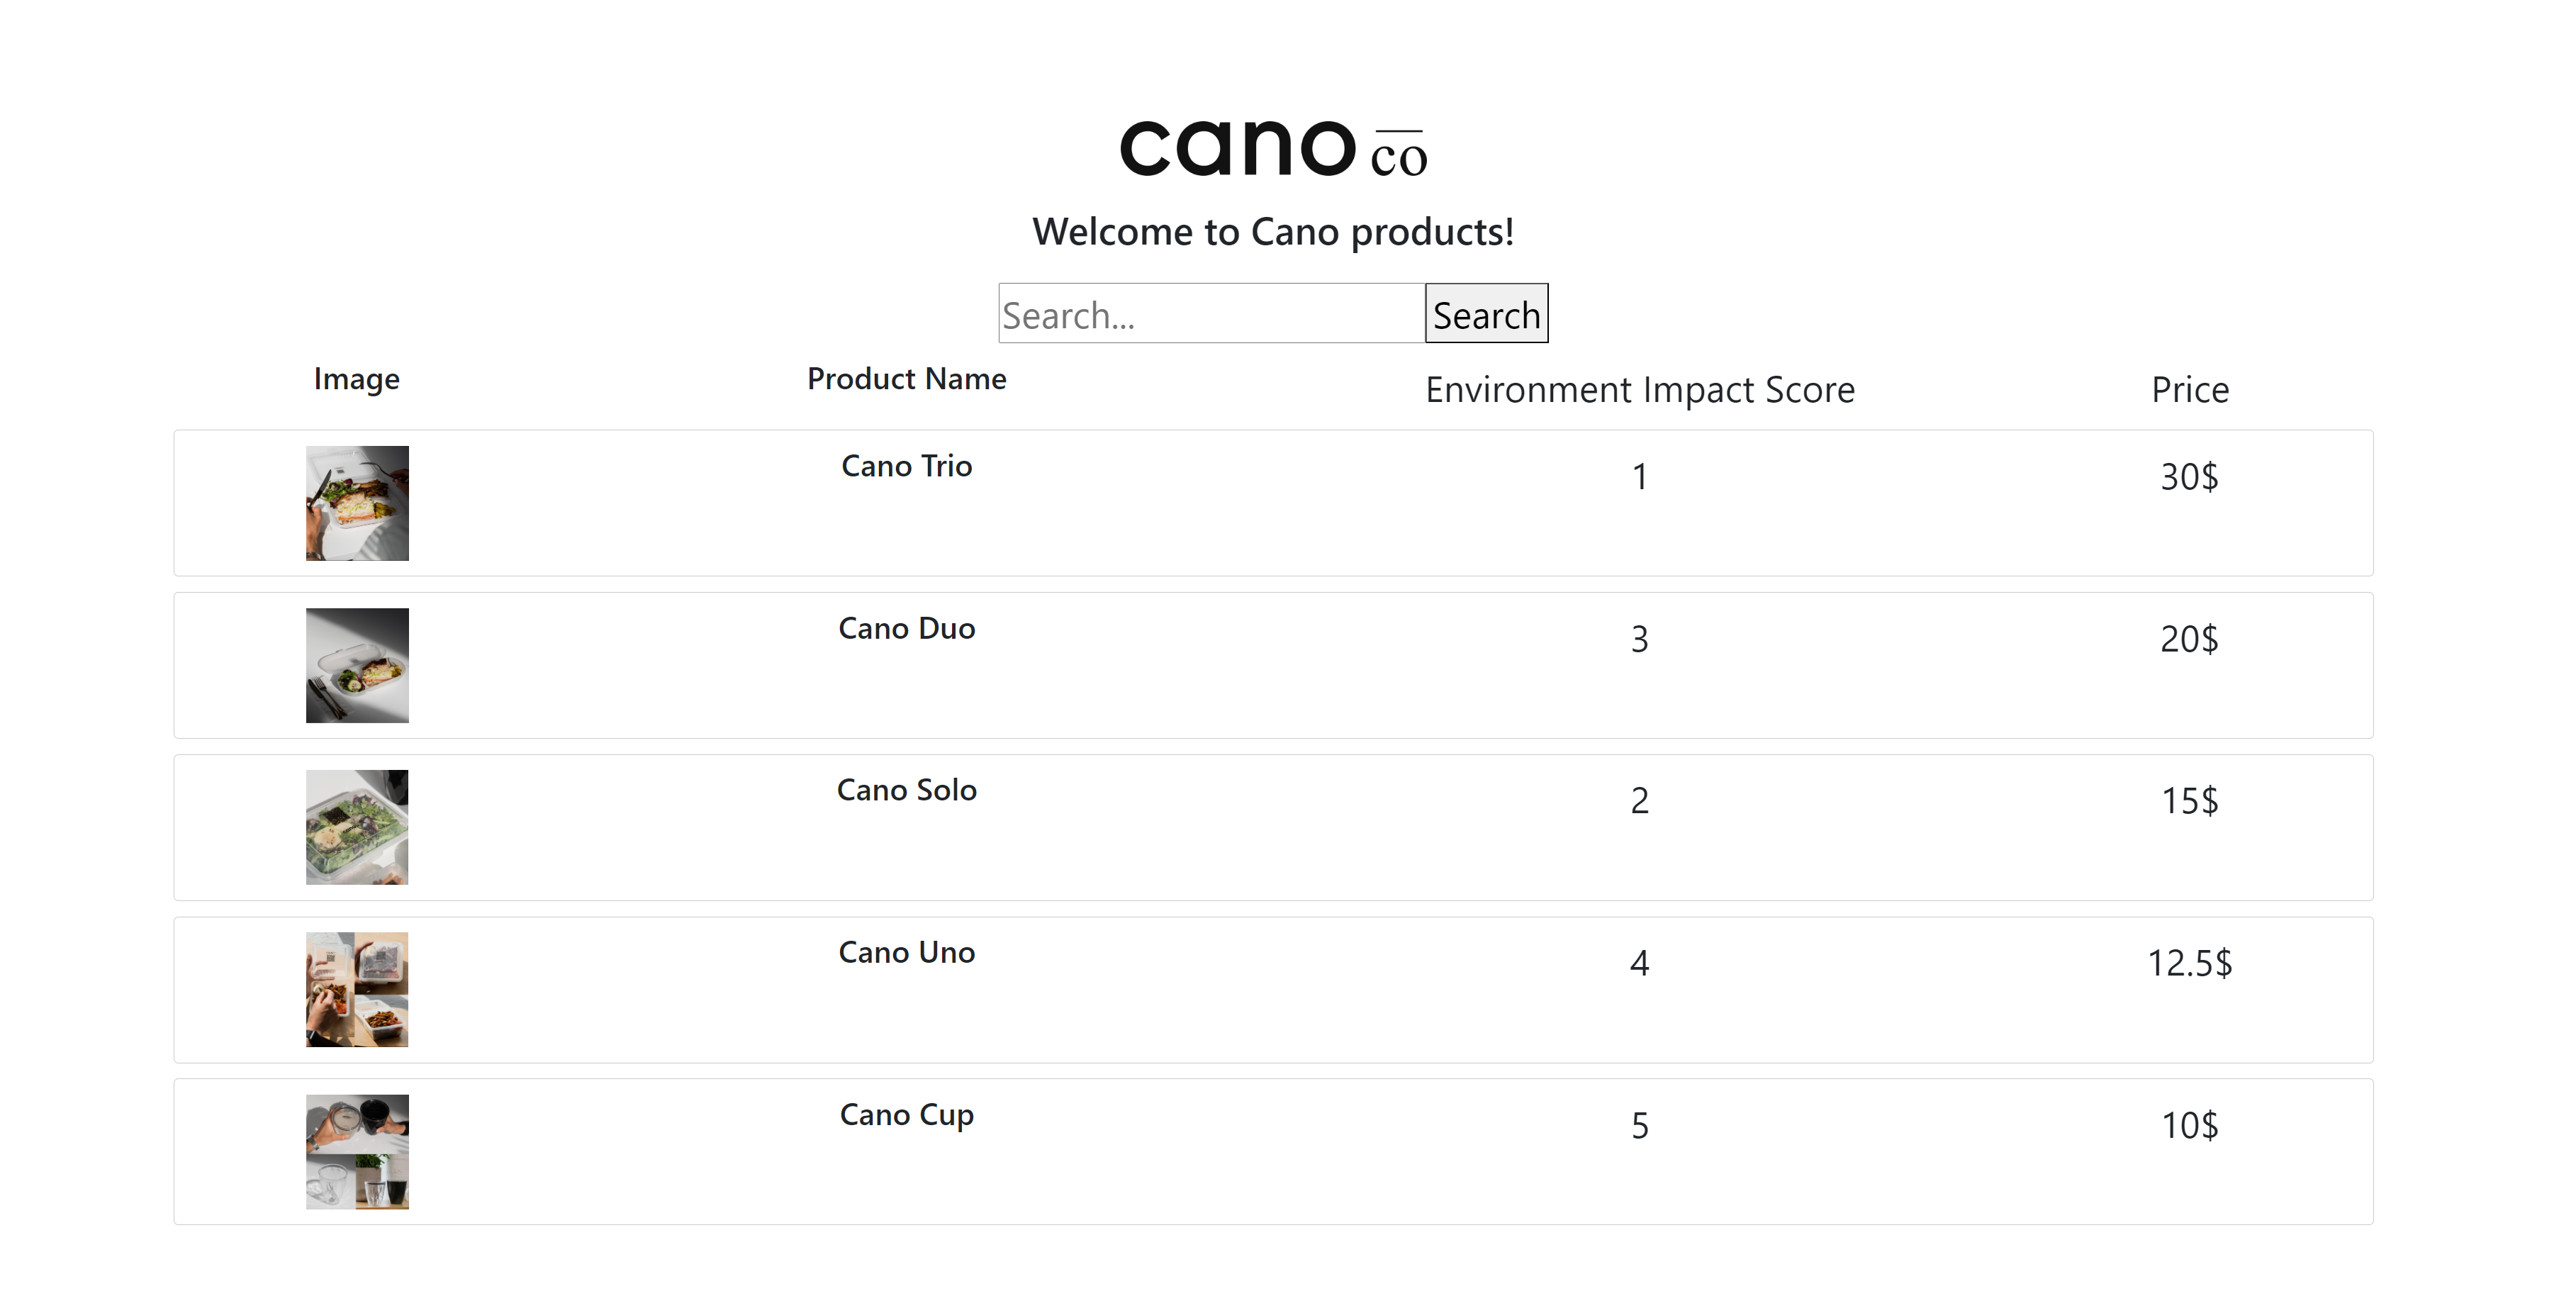 cano co
Welcome to Cano products!
Search... Search
Image Product Name Environment Impact Score Price
Cano Trio 1 30$
Cano Duo 3 20$
Cano Solo 2 15$
Cano Uno 4 12.5$
Cano Cup 5 10$